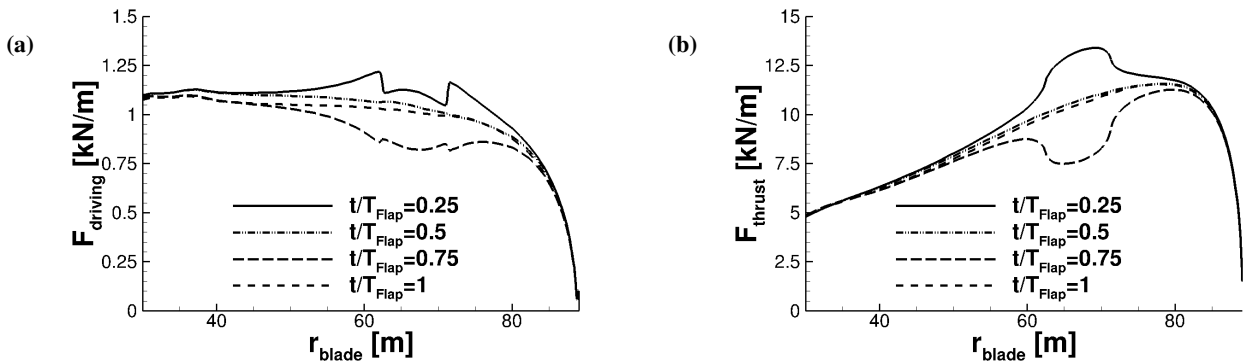 (a)
F_driving [kN/m]
1.5
1.25
1
0.75
0.5
0.25
0
40
60
80
r_blade [m]
t/T_Flap=0.25
t/T_Flap=0.5
t/T_Flap=0.75
t/T_Flap=1
(b)
F_thrust [kN/m]
15
12.5
10
7.5
5
2.5
0
40
60
80
r_blade [m]
t/T_Flap=0.25
t/T_Flap=0.5
t/T_Flap=0.75
t/T_Flap=1